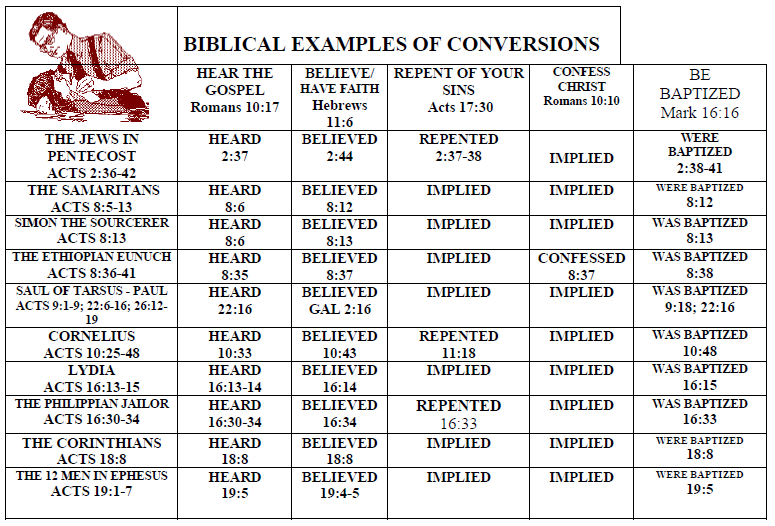 BIBLICAL EXAMPLES OF CONVERSIONS
HEAR THE GOSPEL Romans 10:17 | BELIEVE/ HAVE FAITH Hebrews 11:6 | REPENT OF YOUR SINS Acts 17:30 | CONFESS CHRIST Romans 10:10 | BE BAPTIZED Mark 16:16
THE JEWS IN PENTECOST ACTS 2:36-42 | HEARD 2:37 | BELIEVED 2:44 | REPENTED 2:37-38 | IMPLIED | WERE BAPTIZED 2:38-41
THE SAMARITANS ACTS 8:5-13 | HEARD 8:6 | BELIEVED 8:12 | IMPLIED | IMPLIED | WERE BAPTIZED 8:12
SIMON THE SOURCERER ACTS 8:13 | HEARD 8:6 | BELIEVED 8:13 | IMPLIED | IMPLIED | WAS BAPTIZED 8:13
THE ETHIOPIAN EUNUCH ACTS 8:36-41 | HEARD 8:35 | BELIEVED 8:37 | IMPLIED | CONFESSED 8:37 | WAS BAPTIZED 8:38
SAUL OF TARSUS - PAUL ACTS 9:1-9; 22:6-16; 26:12-19 | HEARD 22:16 | BELIEVED GAL 2:16 | IMPLIED | IMPLIED | WAS BAPTIZED 9:18; 22:16
CORNELIUS ACTS 10:25-48 | HEARD 10:33 | BELIEVED 10:43 | REPENTED 11:18 | IMPLIED | WAS BAPTIZED 10:48
LYDIA ACTS 16:13-15 | HEARD 16:13-14 | BELIEVED 16:14 | IMPLIED | IMPLIED | WAS BAPTIZED 16:15
THE PHILIPPIAN JAILOR ACTS 16:30-34 | HEARD 16:30-34 | BELIEVED 16:34 | REPENTED 16:33 | IMPLIED | WAS BAPTIZED 16:33
THE CORINTHIANS ACTS 18:8 | HEARD 18:8 | BELIEVED 18:8 | IMPLIED | IMPLIED | WERE BAPTIZED 18:8
THE 12 MEN IN EPHESUS ACTS 19:1-7 | HEARD 19:5 | BELIEVED 19:4-5 | IMPLIED | IMPLIED | WERE BAPTIZED 19:5